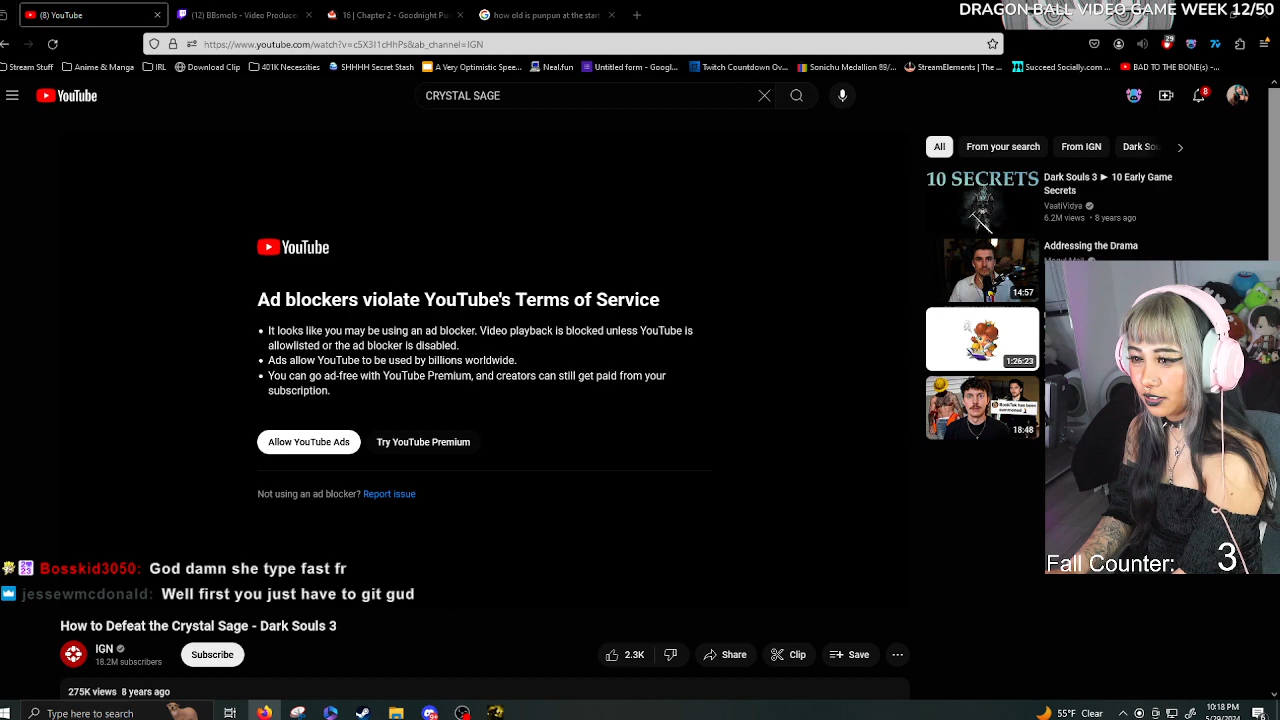 (8) YouTube
(12) BBsmols - Video Produce
16 | Chapter 2 - Goodnight Pu
how old is punpun at the start
DRAGON BALL VIDEO GAME WEEK 12/50
https://www.youtube.com/watch?v=c5X3I1cHhPs&ab_channel=IGN
29
Stream Stuff
Anime & Manga
IRL
Download Clip
401K Necessities
SHHHH Secret Stash
A Very Optimistic Spee...
Neal.fun
Untitled form - Googl...
Twitch Countdown Ov...
Sonichu Medallion 89/...
StreamElements | The ...
Succeed Socially.com...
BAD TO THE BONE(s) —...
YouTube
CRYSTAL SAGE
8
All
From your search
From IGN
Dark Sou
10 SECRETS
Dark Souls 3 ► 10 Early Game
Secrets
VaatiVidya
6.2M views • 8 years ago
Addressing the Drama
14:57
1:26:23
18:48
YouTube
Ad blockers violate YouTube's Terms of Service
• It looks like you may be using an ad blocker. Video playback is blocked unless YouTube is
allowlisted or the ad blocker is disabled.
• Ads allow YouTube to be used by billions worldwide.
• You can go ad-free with YouTube Premium, and creators can still get paid from your
subscription.
Allow YouTube Ads
Try YouTube Premium
Not using an ad blocker? Report issue
Bosskid3050: God damn she type fast fr
jessewmcdonald: Well first you just have to git gud
Fall Counter: 3
How to Defeat the Crystal Sage - Dark Souls 3
IGN
18.2M subscribers
Subscribe
2.3K
Share
Clip
Save
275K views 8 years ago
Type here to search
55°F Clear
10:18 PM
5/29/2024